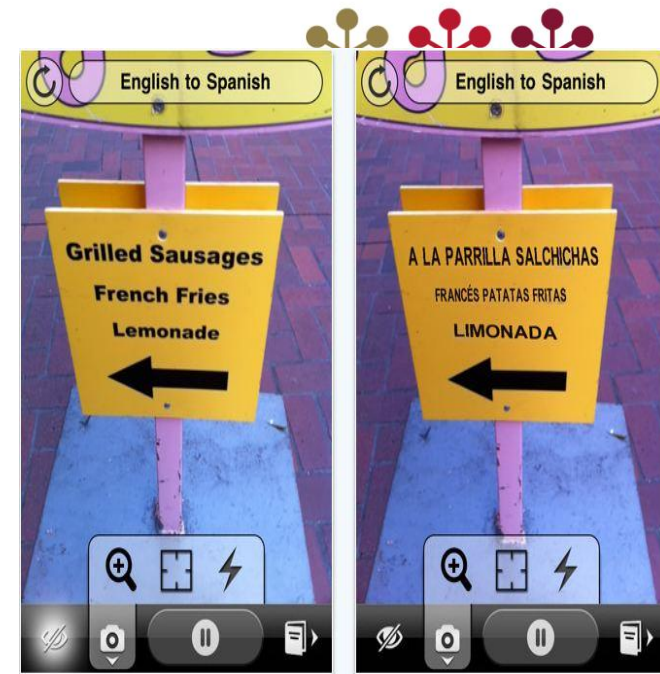 English to Spanish
Grilled Sausages
French Fries
Lemonade
English to Spanish
A LA PARRILLA SALCHICHAS
FRANCÉS PATATAS FRITAS
LIMONADA